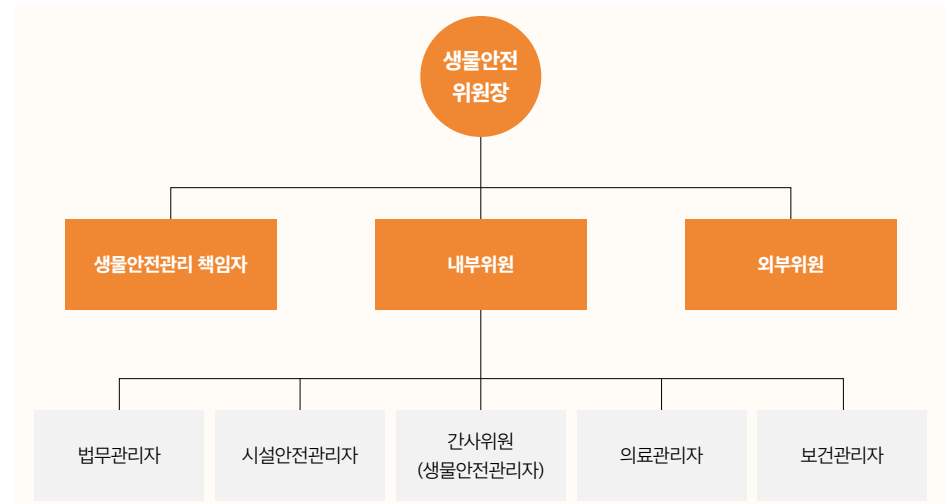 생물안전
위원장
생물안전관리 책임자
내부위원
외부위원
법무관리자
시설안전관리자
간사위원
(생물안전관리자)
의료관리자
보건관리자